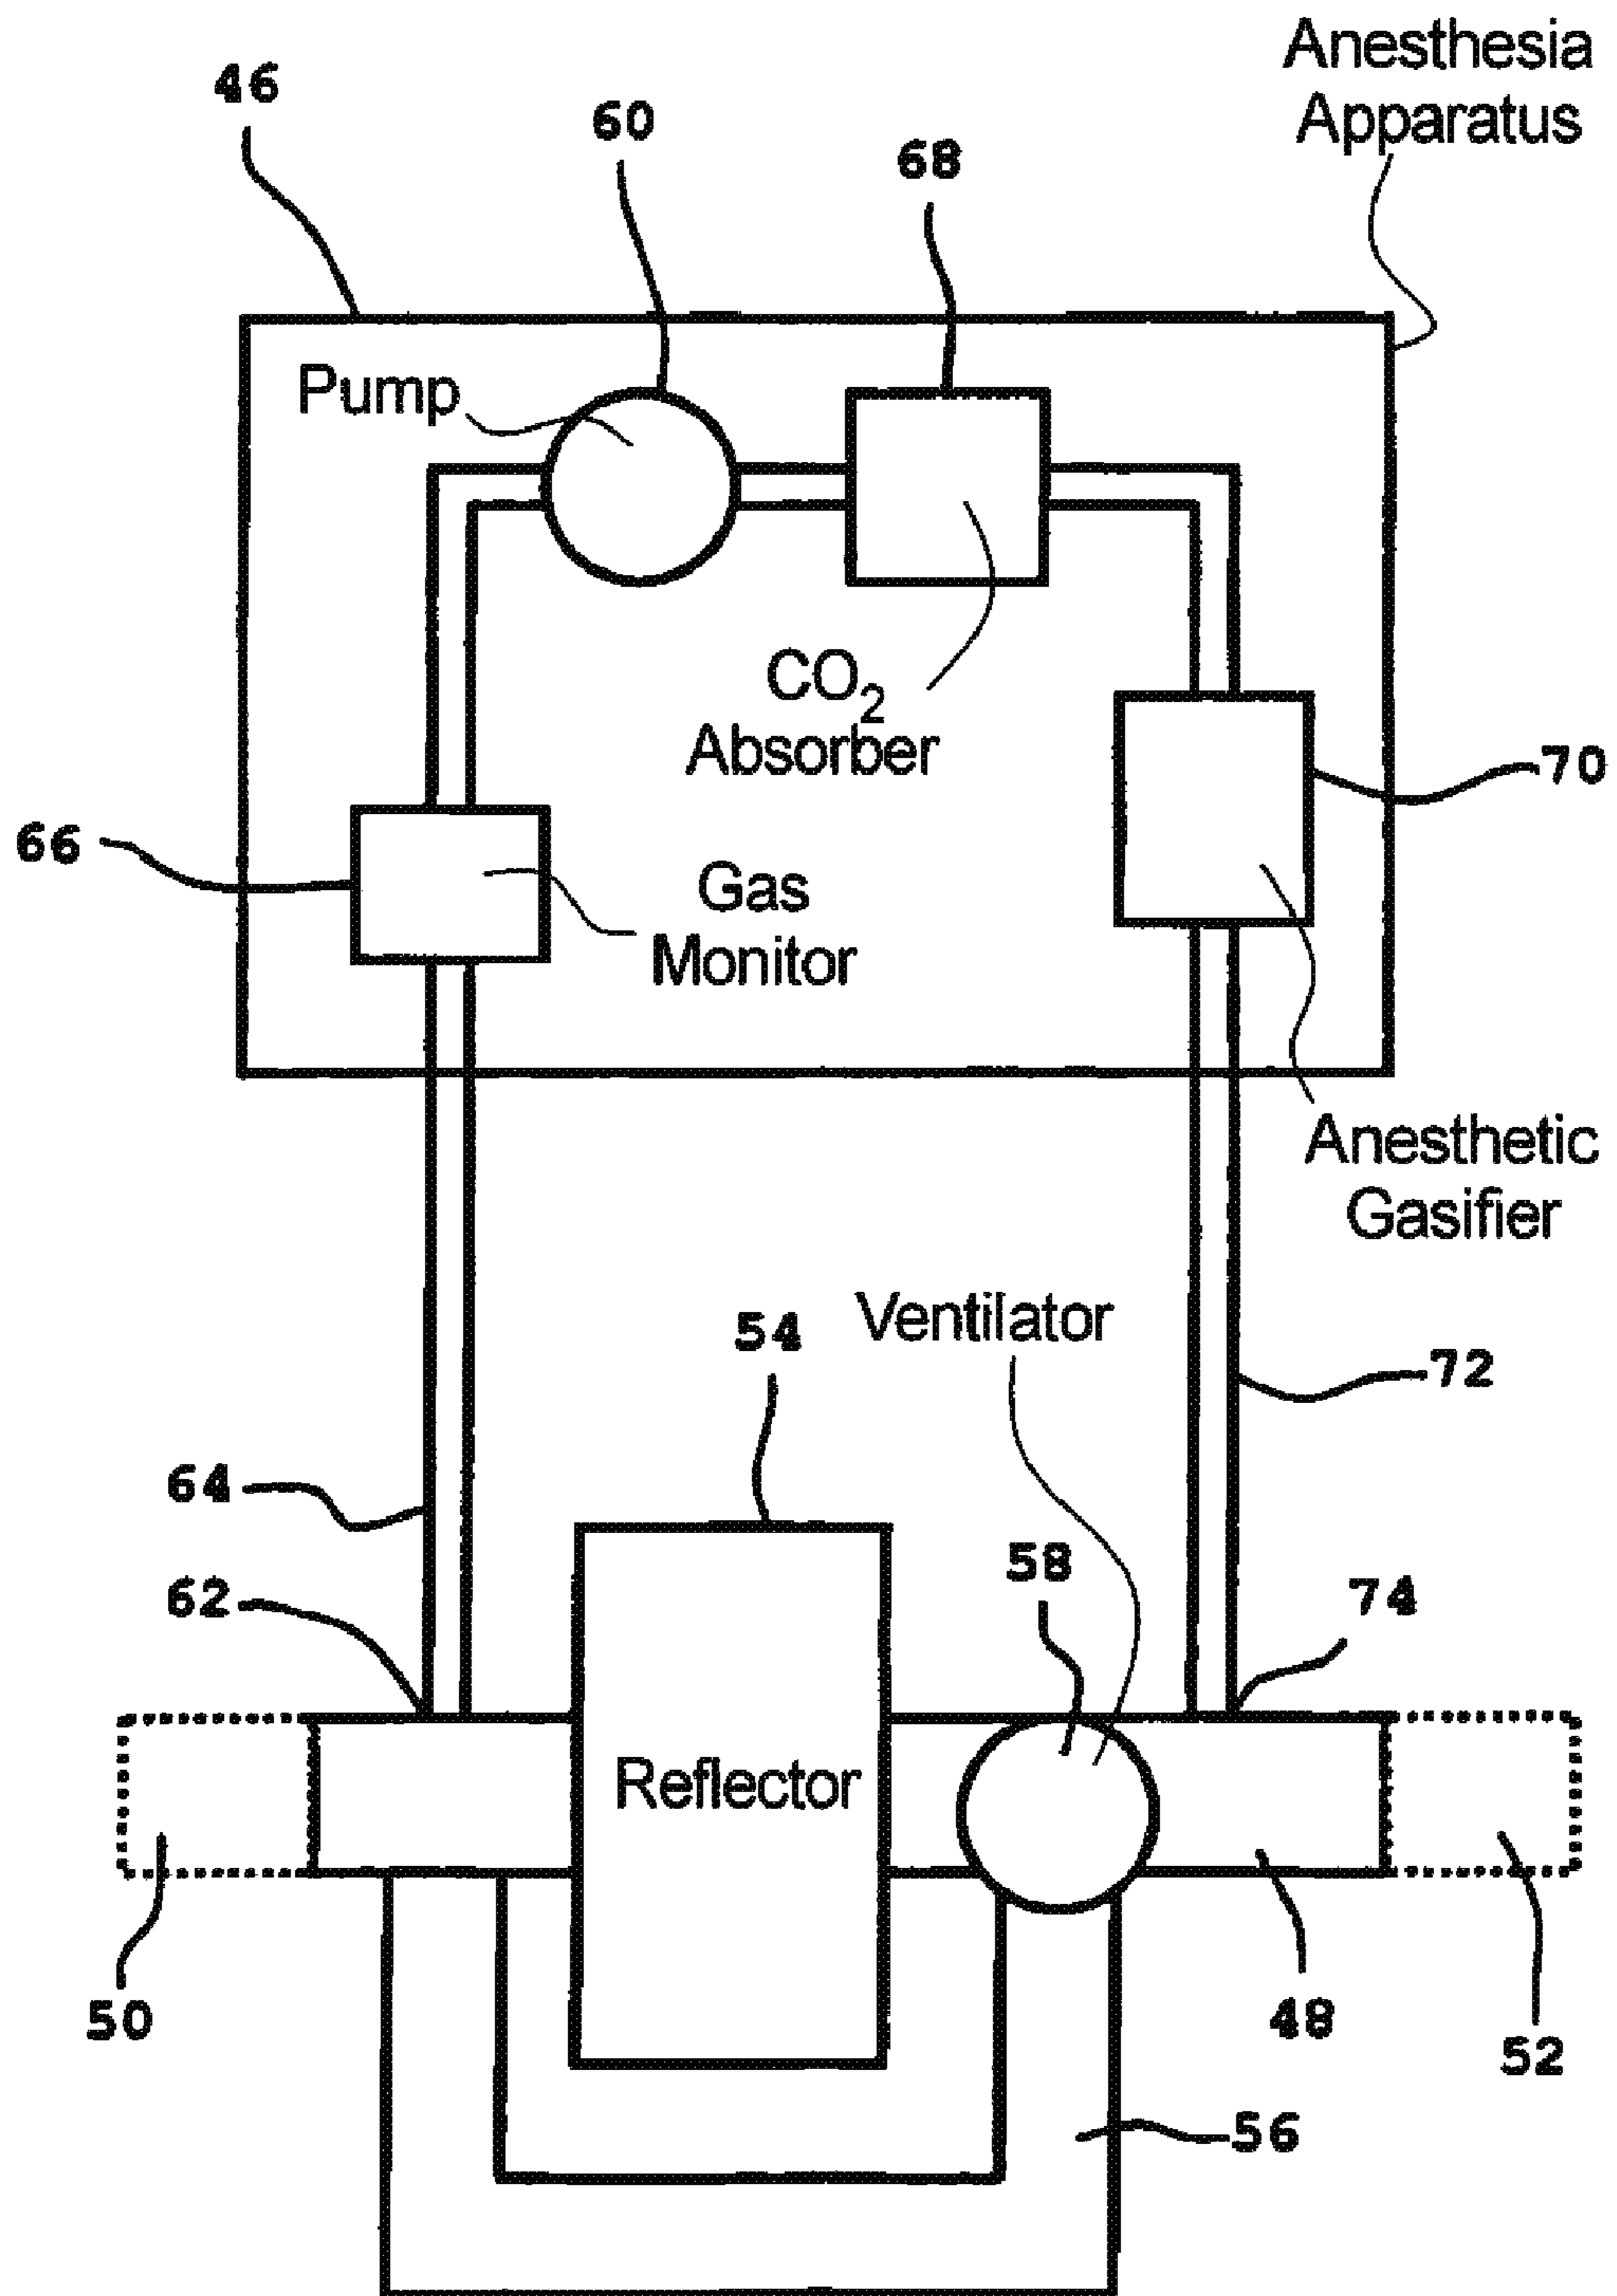 Anesthesia
Apparatus
46
60
68
Pump
CO₂
Absorber
70
66
Gas
Monitor
Anesthetic
Gasifier
54
Ventilator
72
64
58
62
74
Reflector
50
48
52
56